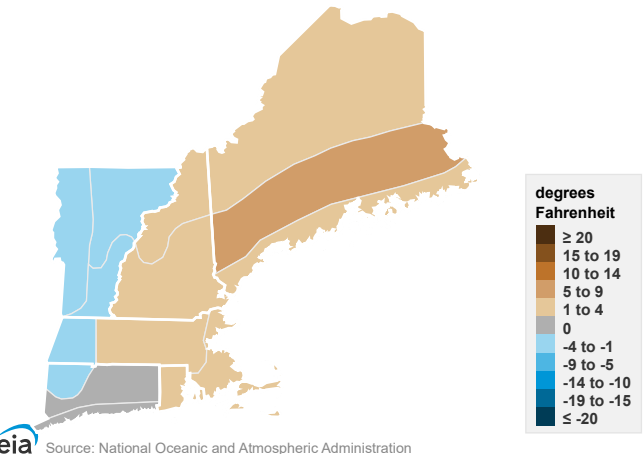 degrees
Fahrenheit
≥ 20
15 to 19
10 to 14
5 to 9
1 to 4
0
-4 to -1
-9 to -5
-14 to -10
-19 to -15
≤ -20
eia
Source: National Oceanic and Atmospheric Administration